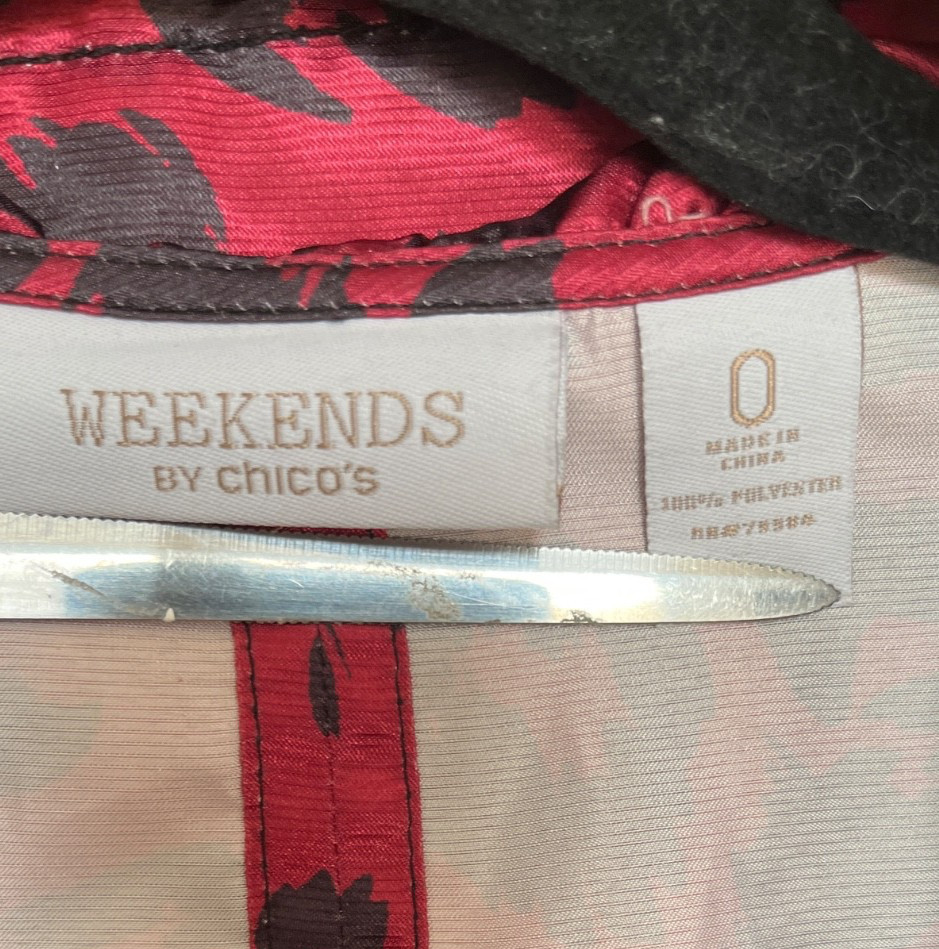 WEEKENDS
BY chico's
0
MADE IN
CHINA
100% POLYESTER